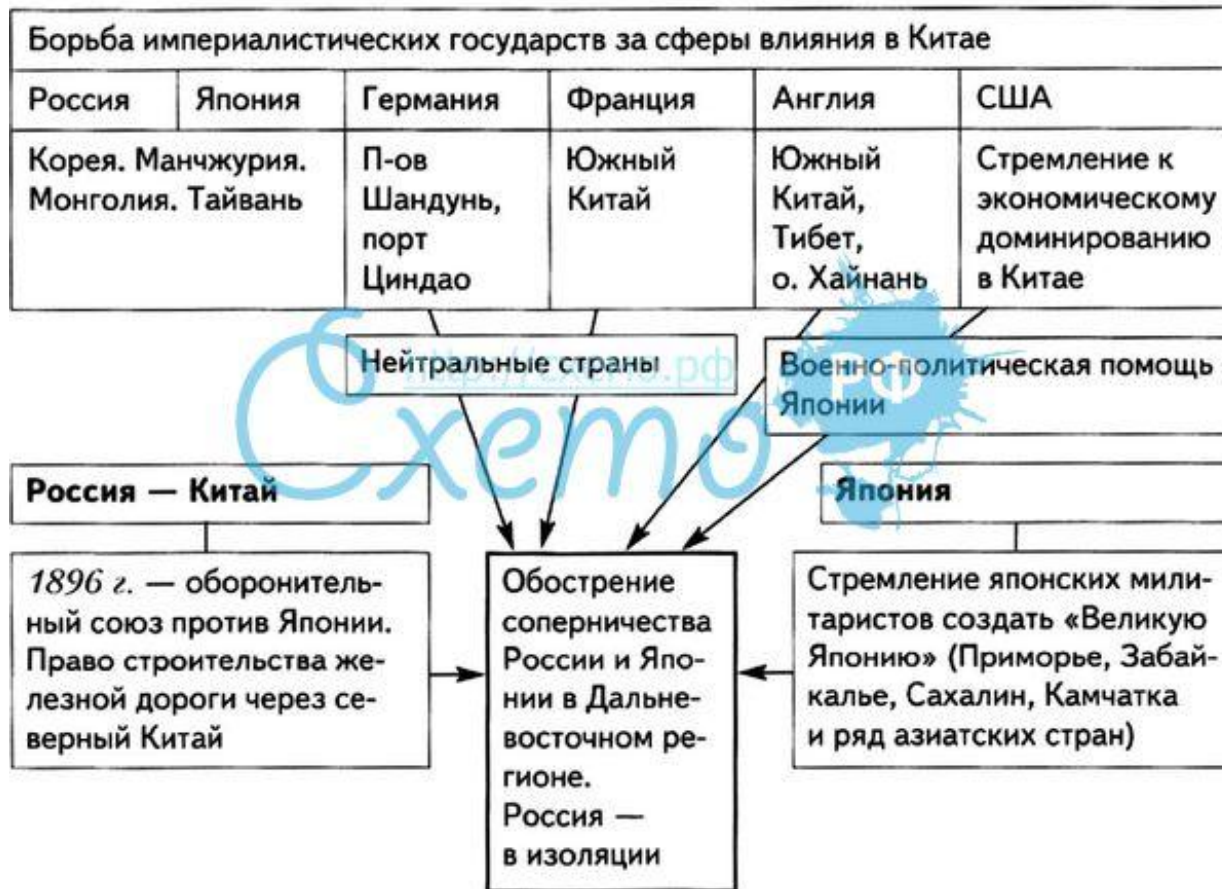 Борьба империалистических государств за сферы влияния в Китае
Россия
Япония
Германия
Франция
Англия
США
Корея. Манчжурия.
Монголия. Тайвань
П-ов
Шандунь,
порт
Циндао
Южный
Китай
Южный
Китай,
Тибет,
о. Хайнань
Стремление к
экономическому
доминированию
в Китае
Нейтральные страны
Военно-политическая помощь
Японии
http://схемо.рф
Схемо
РФ
Россия — Китай
Япония
1896 г. — оборонитель-
ный союз против Японии.
Право строительства же-
лезной дороги через се-
верный Китай
Обострение
соперничества
России и Япо-
нии в Дальне-
восточном ре-
гионе.
Россия —
в изоляции
Стремление японских мили-
таристов создать «Великую
Японию» (Приморье, Забай-
калье, Сахалин, Камчатка
и ряд азиатских стран)